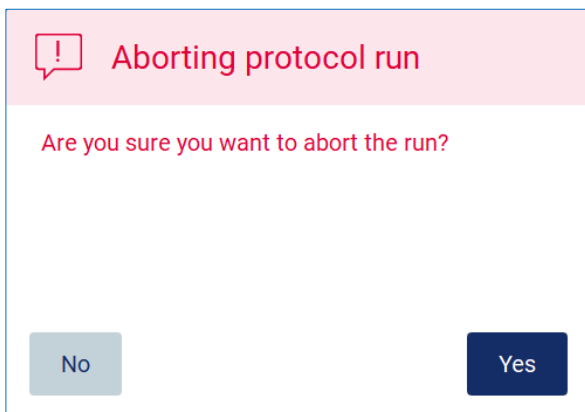 Aborting protocol run
Are you sure you want to abort the run?
No
Yes